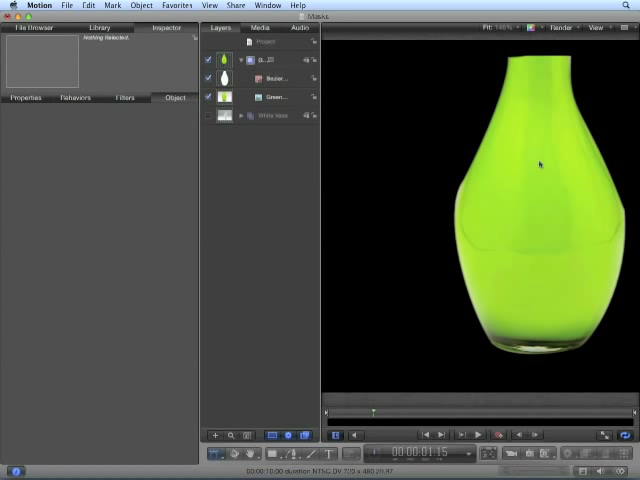 Motion File Edit Mark Object Favorites View Share Window Help
Masks
File Browser Library Inspector Layers Media Audio Fit: 146% Render View
Nothing Selected.
Project
G...
Bezier...
Green...
White Vase
Properties Behaviors Filters Object
00:00:01:15
00:00:10:00 duration NTSC DV 720 x 480